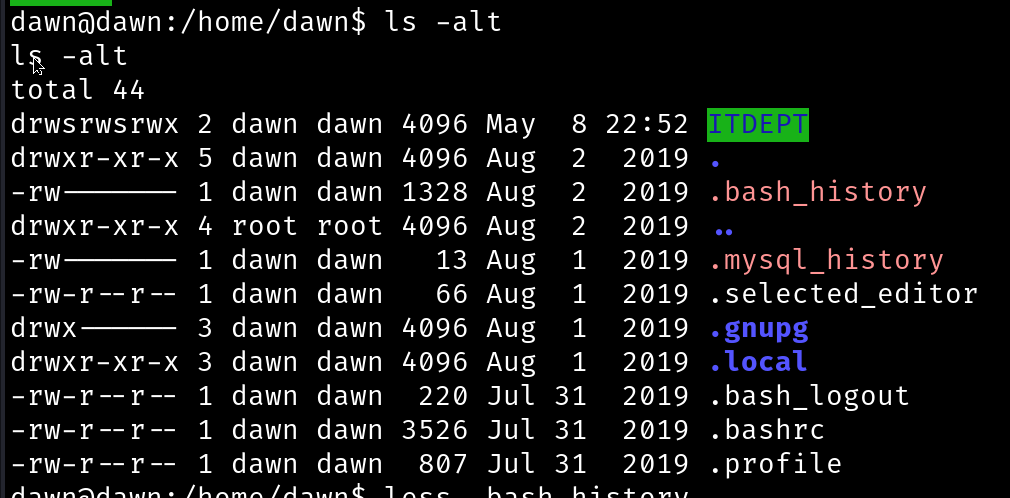 dawn@dawn:/home/dawn$ ls -alt
ls -alt
total 44
drwsrwsrwx 2 dawn dawn 4096 May  8 22:52 ITDEPT
drwxr-xr-x 5 dawn dawn 4096 Aug  2  2019 .
-rw------- 1 dawn dawn 1328 Aug  2  2019 .bash_history
drwxr-xr-x 4 root root 4096 Aug  2  2019 ..
-rw------- 1 dawn dawn   13 Aug  1  2019 .mysql_history
-rw-r--r-- 1 dawn dawn   66 Aug  1  2019 .selected_editor
drwx------ 3 dawn dawn 4096 Aug  1  2019 .gnupg
drwxr-xr-x 3 dawn dawn 4096 Aug  1  2019 .local
-rw-r--r-- 1 dawn dawn  220 Jul 31  2019 .bash_logout
-rw-r--r-- 1 dawn dawn 3526 Jul 31  2019 .bashrc
-rw-r--r-- 1 dawn dawn  807 Jul 31  2019 .profile
dawn@dawn:/home/dawn$ less .bash_history